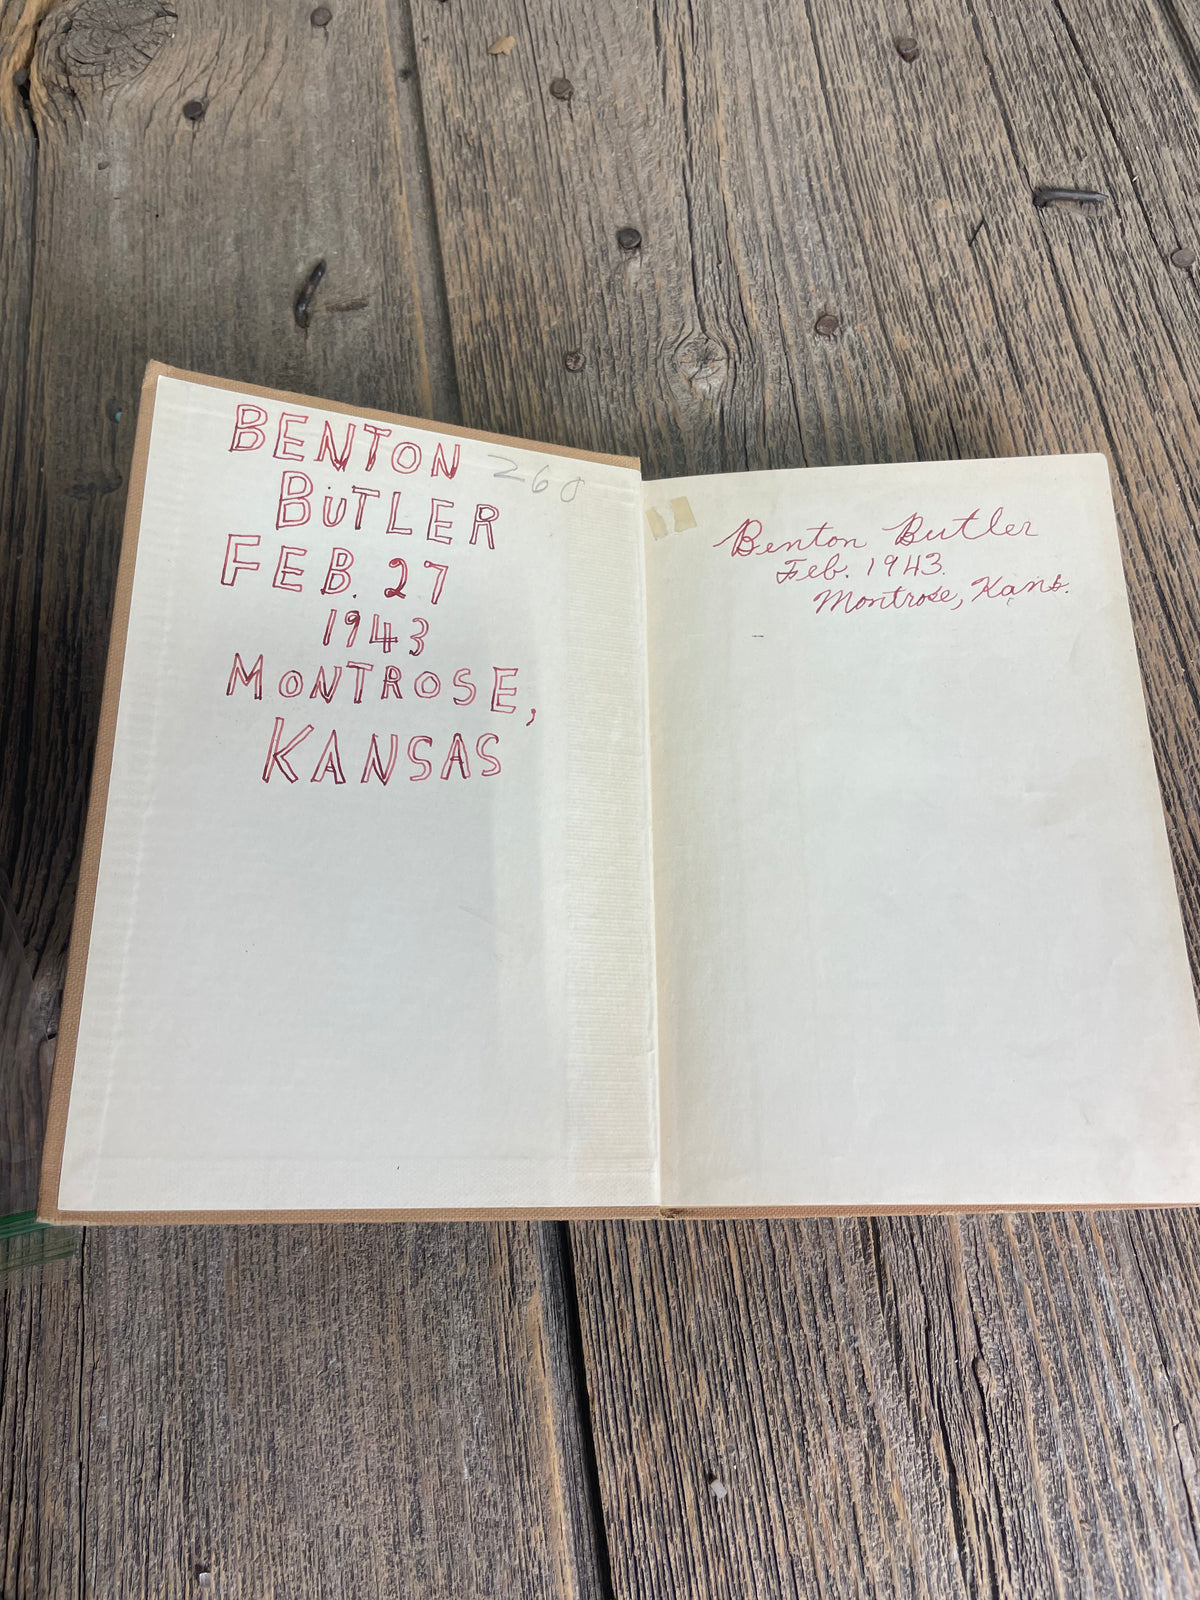 BENTON
BUTLER
FEB. 27
1943
MONTROSE,
KANSAS
260
Benton Butler
Feb. 1943.
Montrose, Kans.